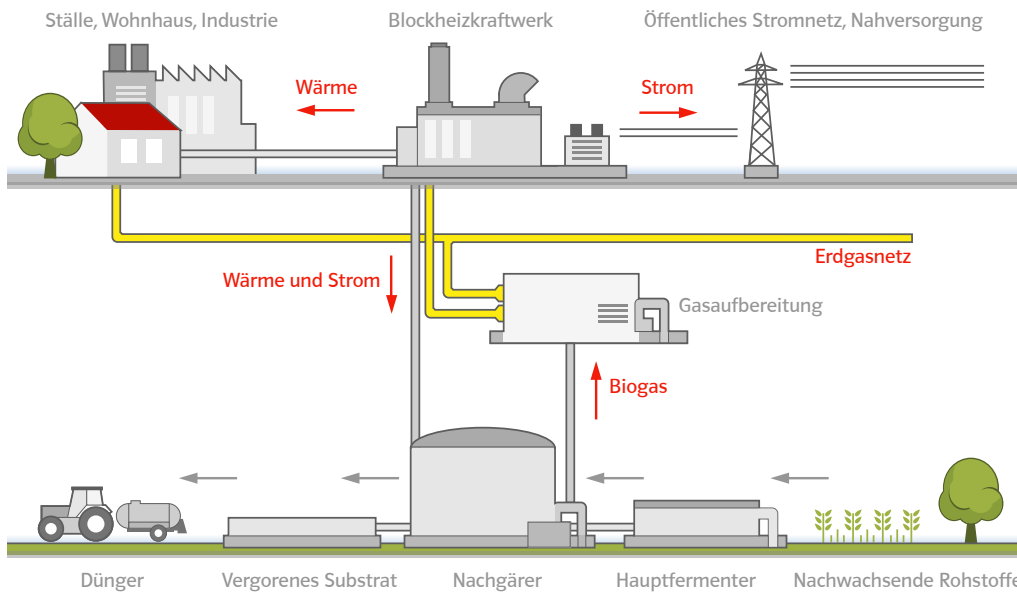 Ställe, Wohnhaus, Industrie
Blockheizkraftwerk
Öffentliches Stromnetz, Nahversorgung
Wärme
Strom
Erdgasnetz
Wärme und Strom
Gasaufbereitung
Biogas
Dünger
Vergorenes Substrat
Nachgärer
Hauptfermenter
Nachwachsende Rohstoffe